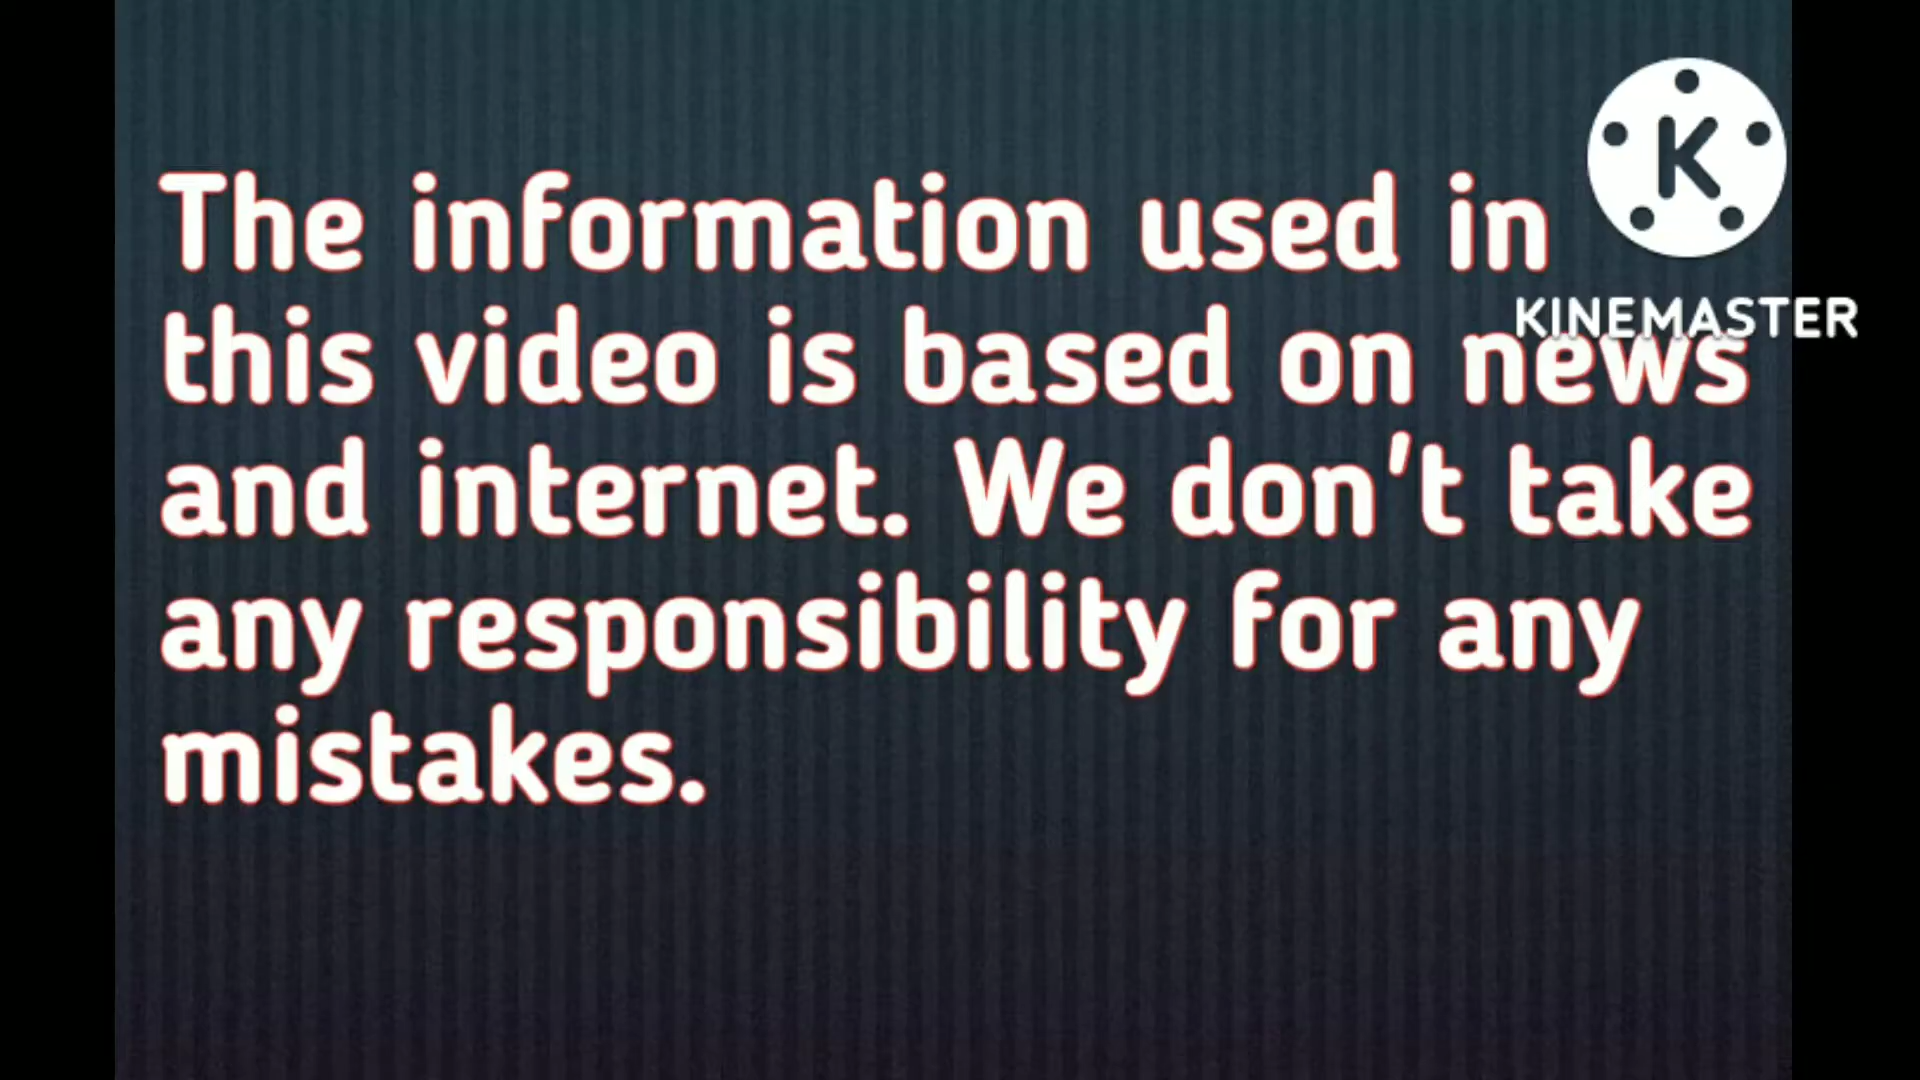 The information used in
K
KINEMASTER
this video is based on news
and internet. We don't take
any responsibility for any
mistakes.